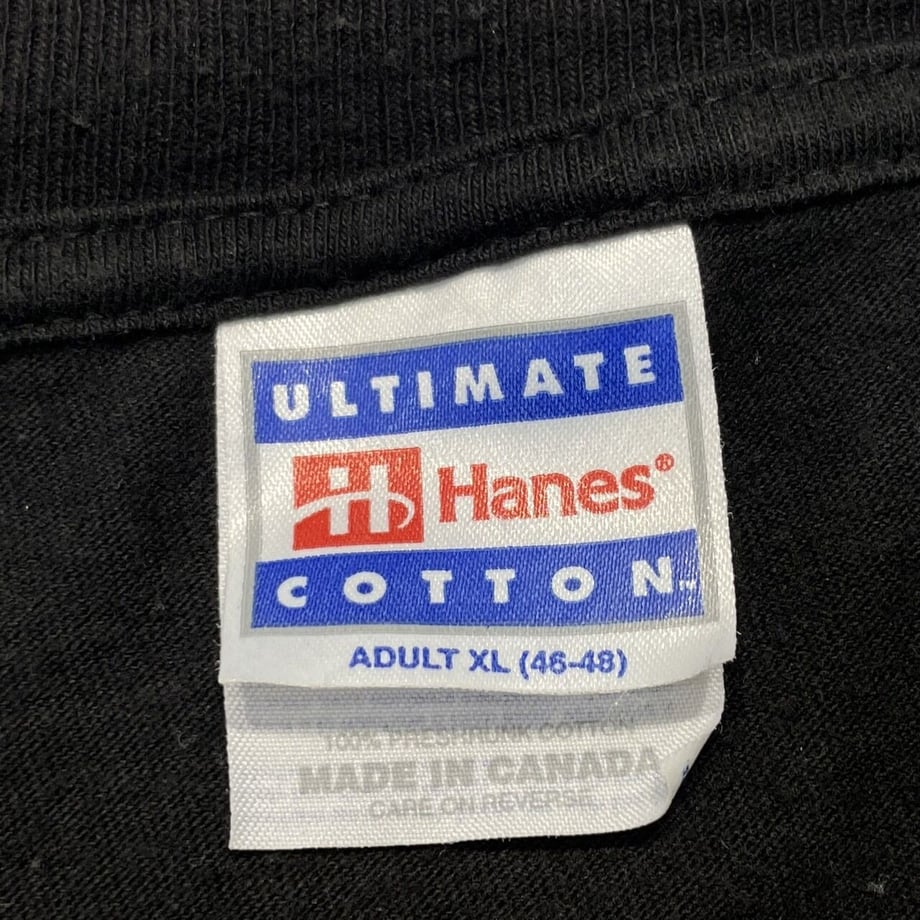 ULTIMATE
Hanes®
COTTON™
ADULT XL (46-48)
100% PRESHRUNK COTTON
MADE IN CANADA
CARE ON REVERSE